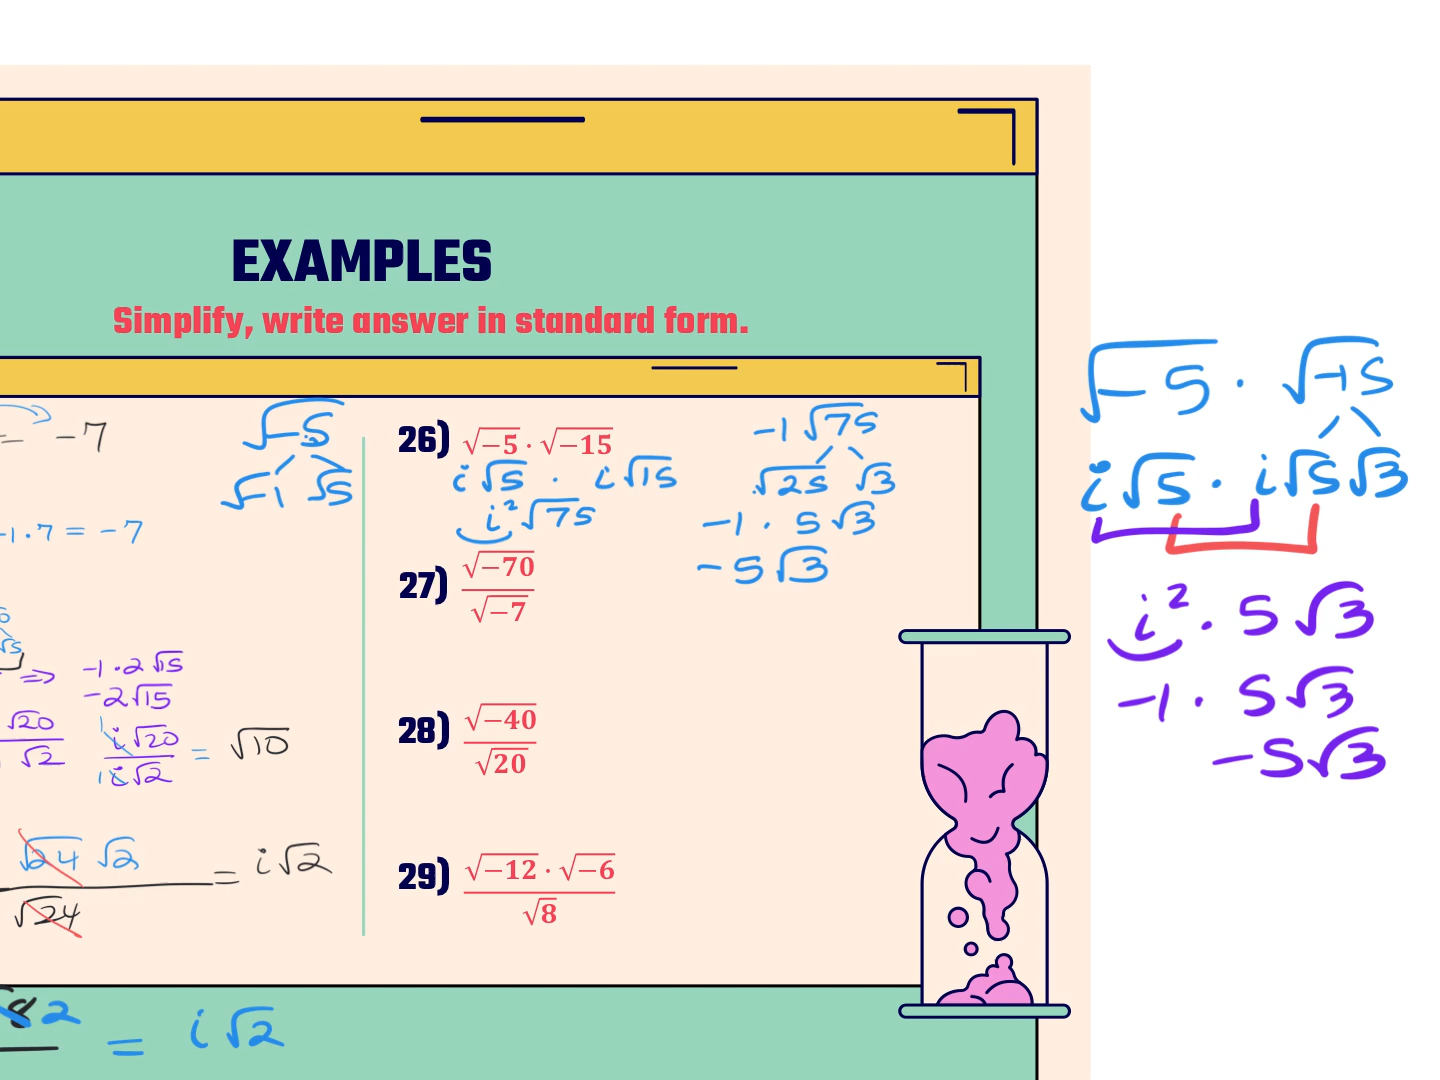 EXAMPLES
Simplify, write answer in standard form.
= -7
√-5
√-1 √5
-1·7 = -7
√5
⇒ -1·2√15
-2√15
√20
√2
i√20
i√2
= √10
√24 √2
√24
= i√2
82
= i√2
26) √-5 · √-15
i√5 · i√15
i²√75
-1√75
√25 √3
-1 · 5√3
-5√3
27) √-70
√-7
28) √-40
√20
29) √-12 · √-6
√8
√-5 · √-15
i√5 · i√5√3
i² · 5√3
-1 · 5√3
-5√3